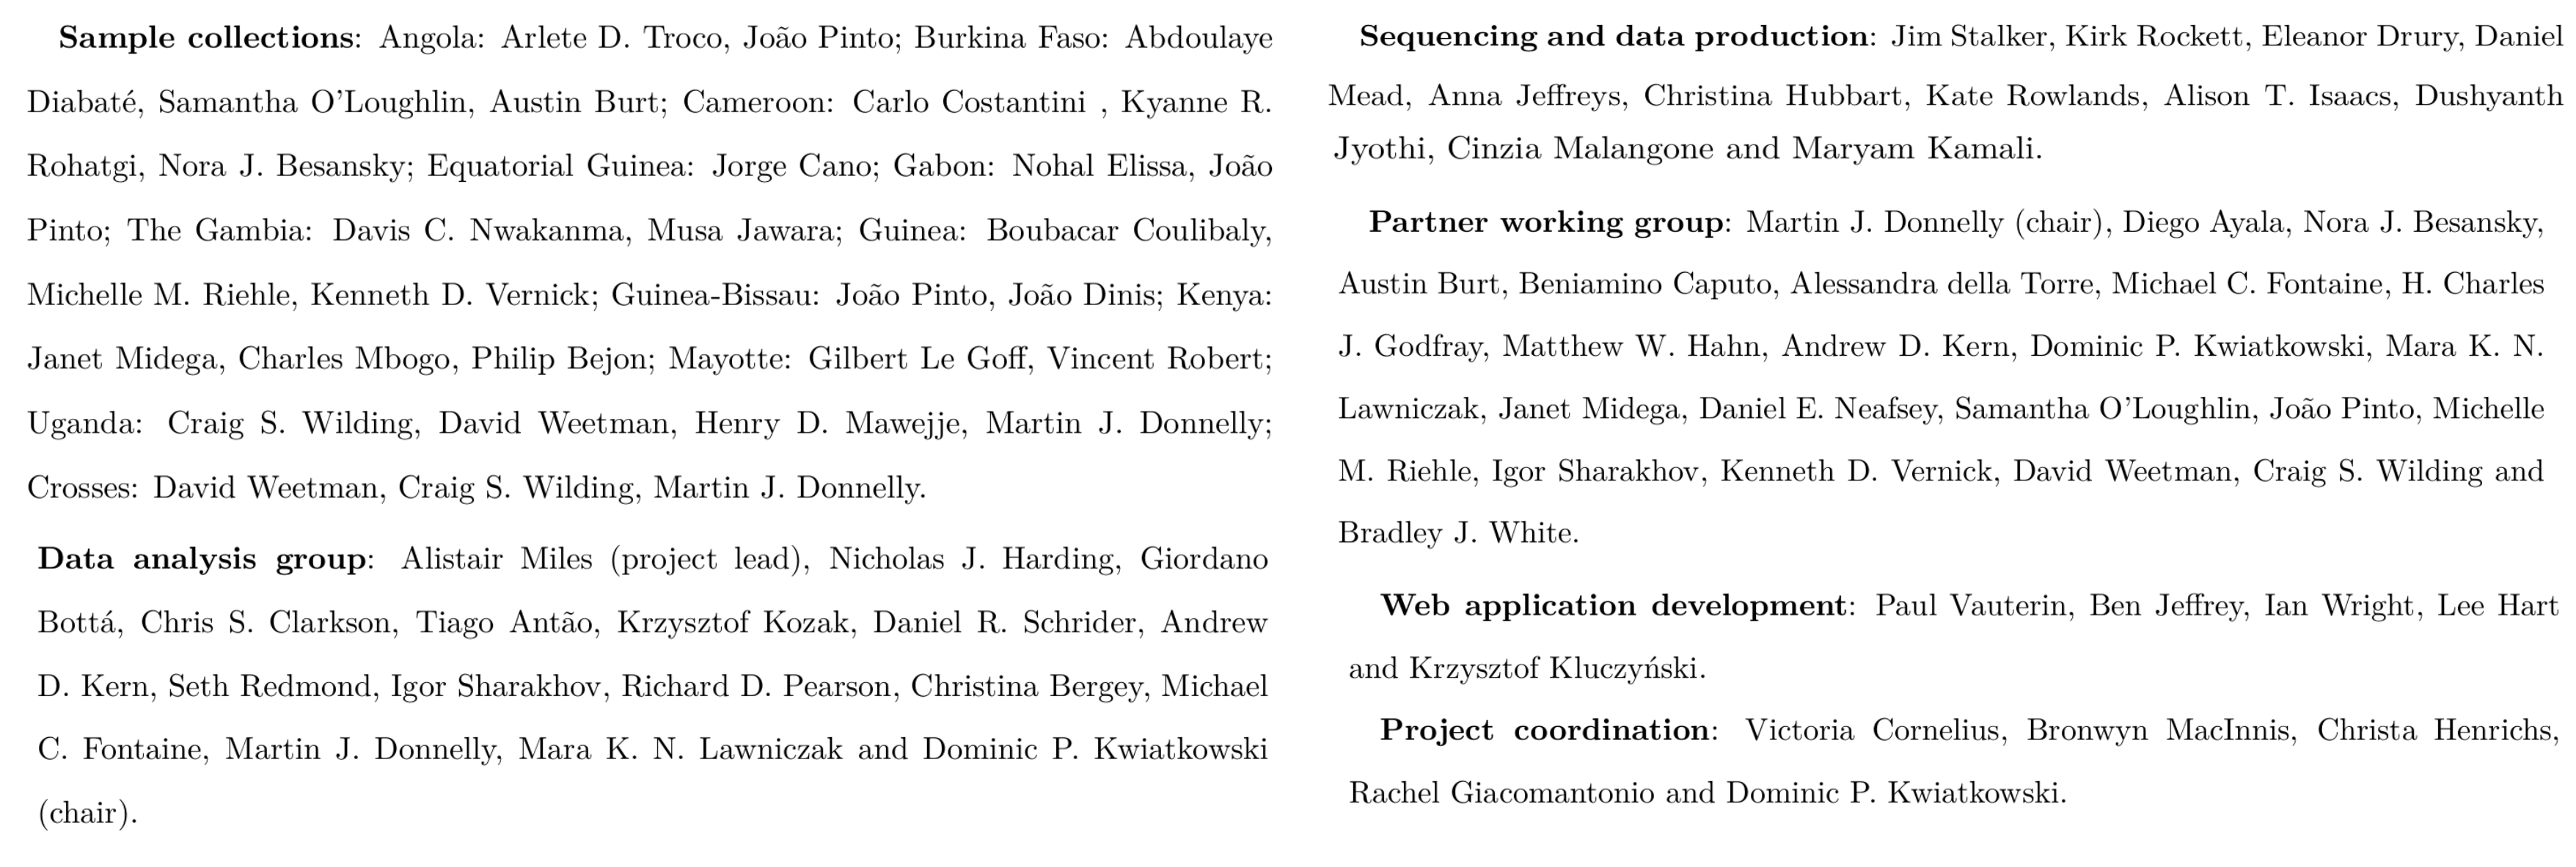 Sample collections: Angola: Arlete D. Troco, João Pinto; Burkina Faso: Abdoulaye
Diabaté, Samantha O'Loughlin, Austin Burt; Cameroon: Carlo Costantini , Kyanne R.
Rohatgi, Nora J. Besansky; Equatorial Guinea: Jorge Cano; Gabon: Nohal Elissa, João
Pinto; The Gambia: Davis C. Nwakanma, Musa Jawara; Guinea: Boubacar Coulibaly,
Michelle M. Riehle, Kenneth D. Vernick; Guinea-Bissau: João Pinto, João Dinis; Kenya:
Janet Midega, Charles Mbogo, Philip Bejon; Mayotte: Gilbert Le Goff, Vincent Robert;
Uganda: Craig S. Wilding, David Weetman, Henry D. Mawejje, Martin J. Donnelly;
Crosses: David Weetman, Craig S. Wilding, Martin J. Donnelly.
Data analysis group: Alistair Miles (project lead), Nicholas J. Harding, Giordano
Bottá, Chris S. Clarkson, Tiago Antão, Krzysztof Kozak, Daniel R. Schrider, Andrew
D. Kern, Seth Redmond, Igor Sharakhov, Richard D. Pearson, Christina Bergey, Michael
C. Fontaine, Martin J. Donnelly, Mara K. N. Lawniczak and Dominic P. Kwiatkowski
(chair).
Sequencing and data production: Jim Stalker, Kirk Rockett, Eleanor Drury, Daniel
Mead, Anna Jeffreys, Christina Hubbart, Kate Rowlands, Alison T. Isaacs, Dushyanth
Jyothi, Cinzia Malangone and Maryam Kamali.
Partner working group: Martin J. Donnelly (chair), Diego Ayala, Nora J. Besansky,
Austin Burt, Beniamino Caputo, Alessandra della Torre, Michael C. Fontaine, H. Charles
J. Godfray, Matthew W. Hahn, Andrew D. Kern, Dominic P. Kwiatkowski, Mara K. N.
Lawniczak, Janet Midega, Daniel E. Neafsey, Samantha O'Loughlin, João Pinto, Michelle
M. Riehle, Igor Sharakhov, Kenneth D. Vernick, David Weetman, Craig S. Wilding and
Bradley J. White.
Web application development: Paul Vauterin, Ben Jeffrey, Ian Wright, Lee Hart
and Krzysztof Kluczyński.
Project coordination: Victoria Cornelius, Bronwyn MacInnis, Christa Henrichs,
Rachel Giacomantonio and Dominic P. Kwiatkowski.